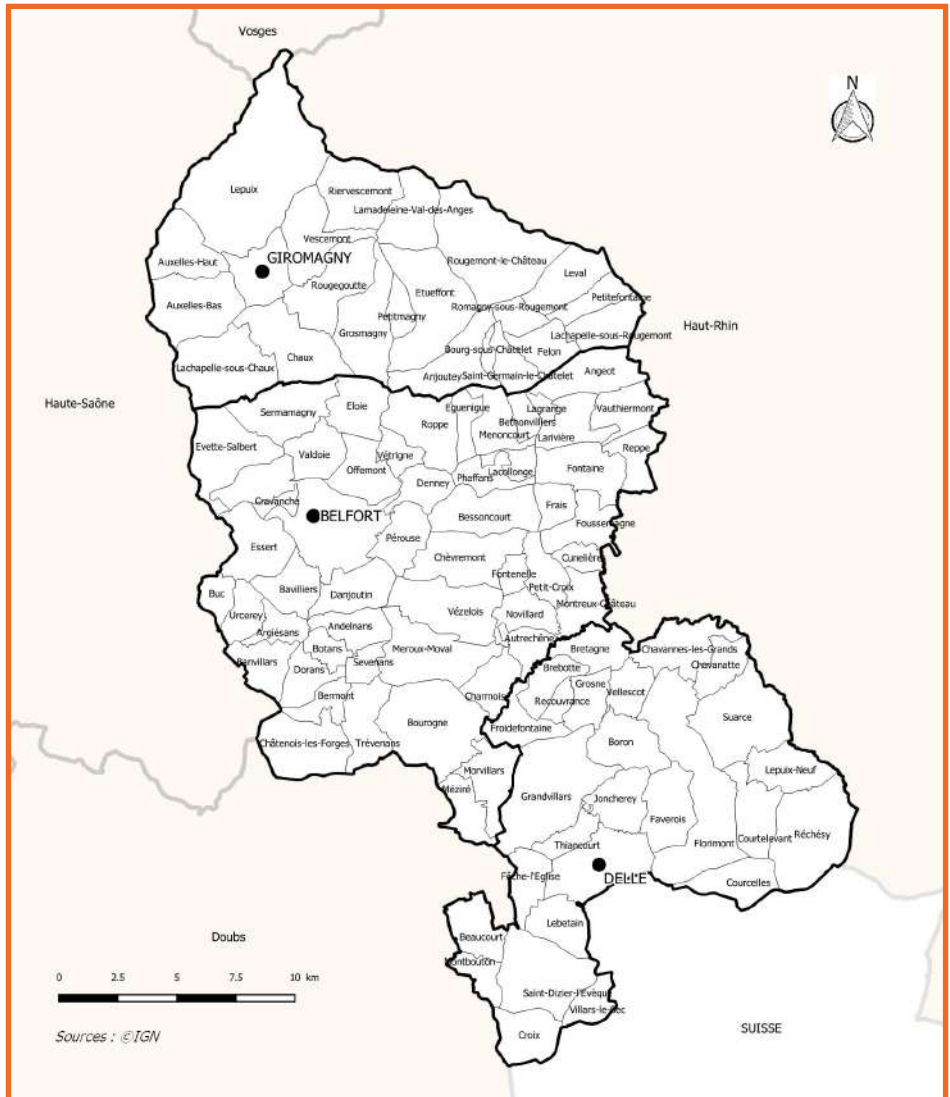 Vosges
N
Lepuix
Riervescemont
Lamadeleine-Val-des-Anges
Vescemont
GIROMAGNY
Auxelles-Haut
Rougemont-le-Château
Leval
Rougegoutte
Etueffont
Auxelles-Bas
Petitefontaine
Romagny-sous-Rougemont
Petitmagny
Haut-Rhin
Grosmagny
Lachapelle-sous-Rougemont
Bourg-sous-Châtelet
Felon
Chaux
Lachapelle-sous-Chaux
Anjoutey
Saint-Germain-le-Châtelet
Angeot
Haute-Saône
Eloie
Sermamagny
Eguenigue
Lagrange
Vauthiermont
Roppe
Bethonvilliers
Menoncourt
Larivière
Evette-Salbert
Reppe
Valdoie
Vétrigne
Offemont
Fontaine
Lacollonge
Phaffans
Denney
Cravanche
Frais
BELFORT
Bessoncourt
Foussemagne
Pérouse
Essert
Chèvremont
Cunelière
Fontenelle
Petit-Croix
Bavilliers
Buc
Danjoutin
Montreux-Château
Vézelois
Urcerey
Novillard
Andelnans
Argiésans
Autrechêne
Botans
Meroux-Moval
Bretagne
Chavannes-les-Grands
Banvillars
Sevenans
Dorans
Brebotte
Chavanatte
Grosne
Vellescot
Bermont
Charmois
Recouvrance
Suarce
Bourogne
Froidefontaine
Châtenois-les-Forges
Trévenans
Boron
Morvillars
Lepuix-Neuf
Méziré
Grandvillars
Joncherey
Faverois
Réchésy
Courtelevant
Florimont
Thiancourt
Fêche-l'Eglise
DELLE
Courcelles
Lebetain
Doubs
Beaucourt
Montbouton
0 2.5 5 7.5 10 km
Saint-Dizier-l'Evêque
Villars-le-Sec
SUISSE
Croix
Sources : ©IGN